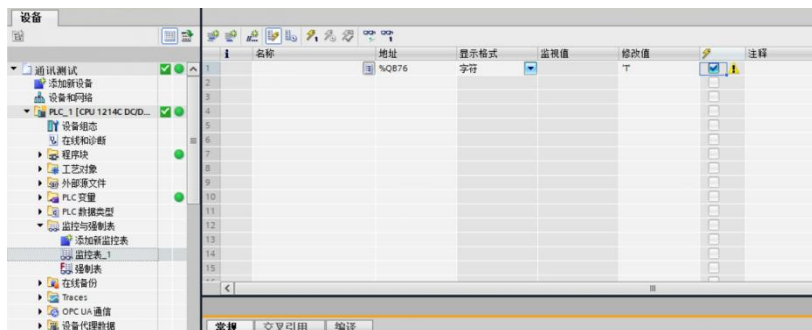 设备
i 名称 地址 显示格式 监视值 修改值 注释
通讯测试
添加新设备
设备和网络
PLC_1 [CPU 1214C DC/D...
设备组态
在线和诊断
程序块
工艺对象
外部源文件
PLC 变量
PLC 数据类型
监控与强制表
添加新监控表
监控表_1
强制表
在线备份
Traces
OPC UA 通信
设备代理数据
1 %QB76 字符 'T'
2
3
4
5
6
7
8
9
10
11
12
13
14
15
常规 交叉引用 编译